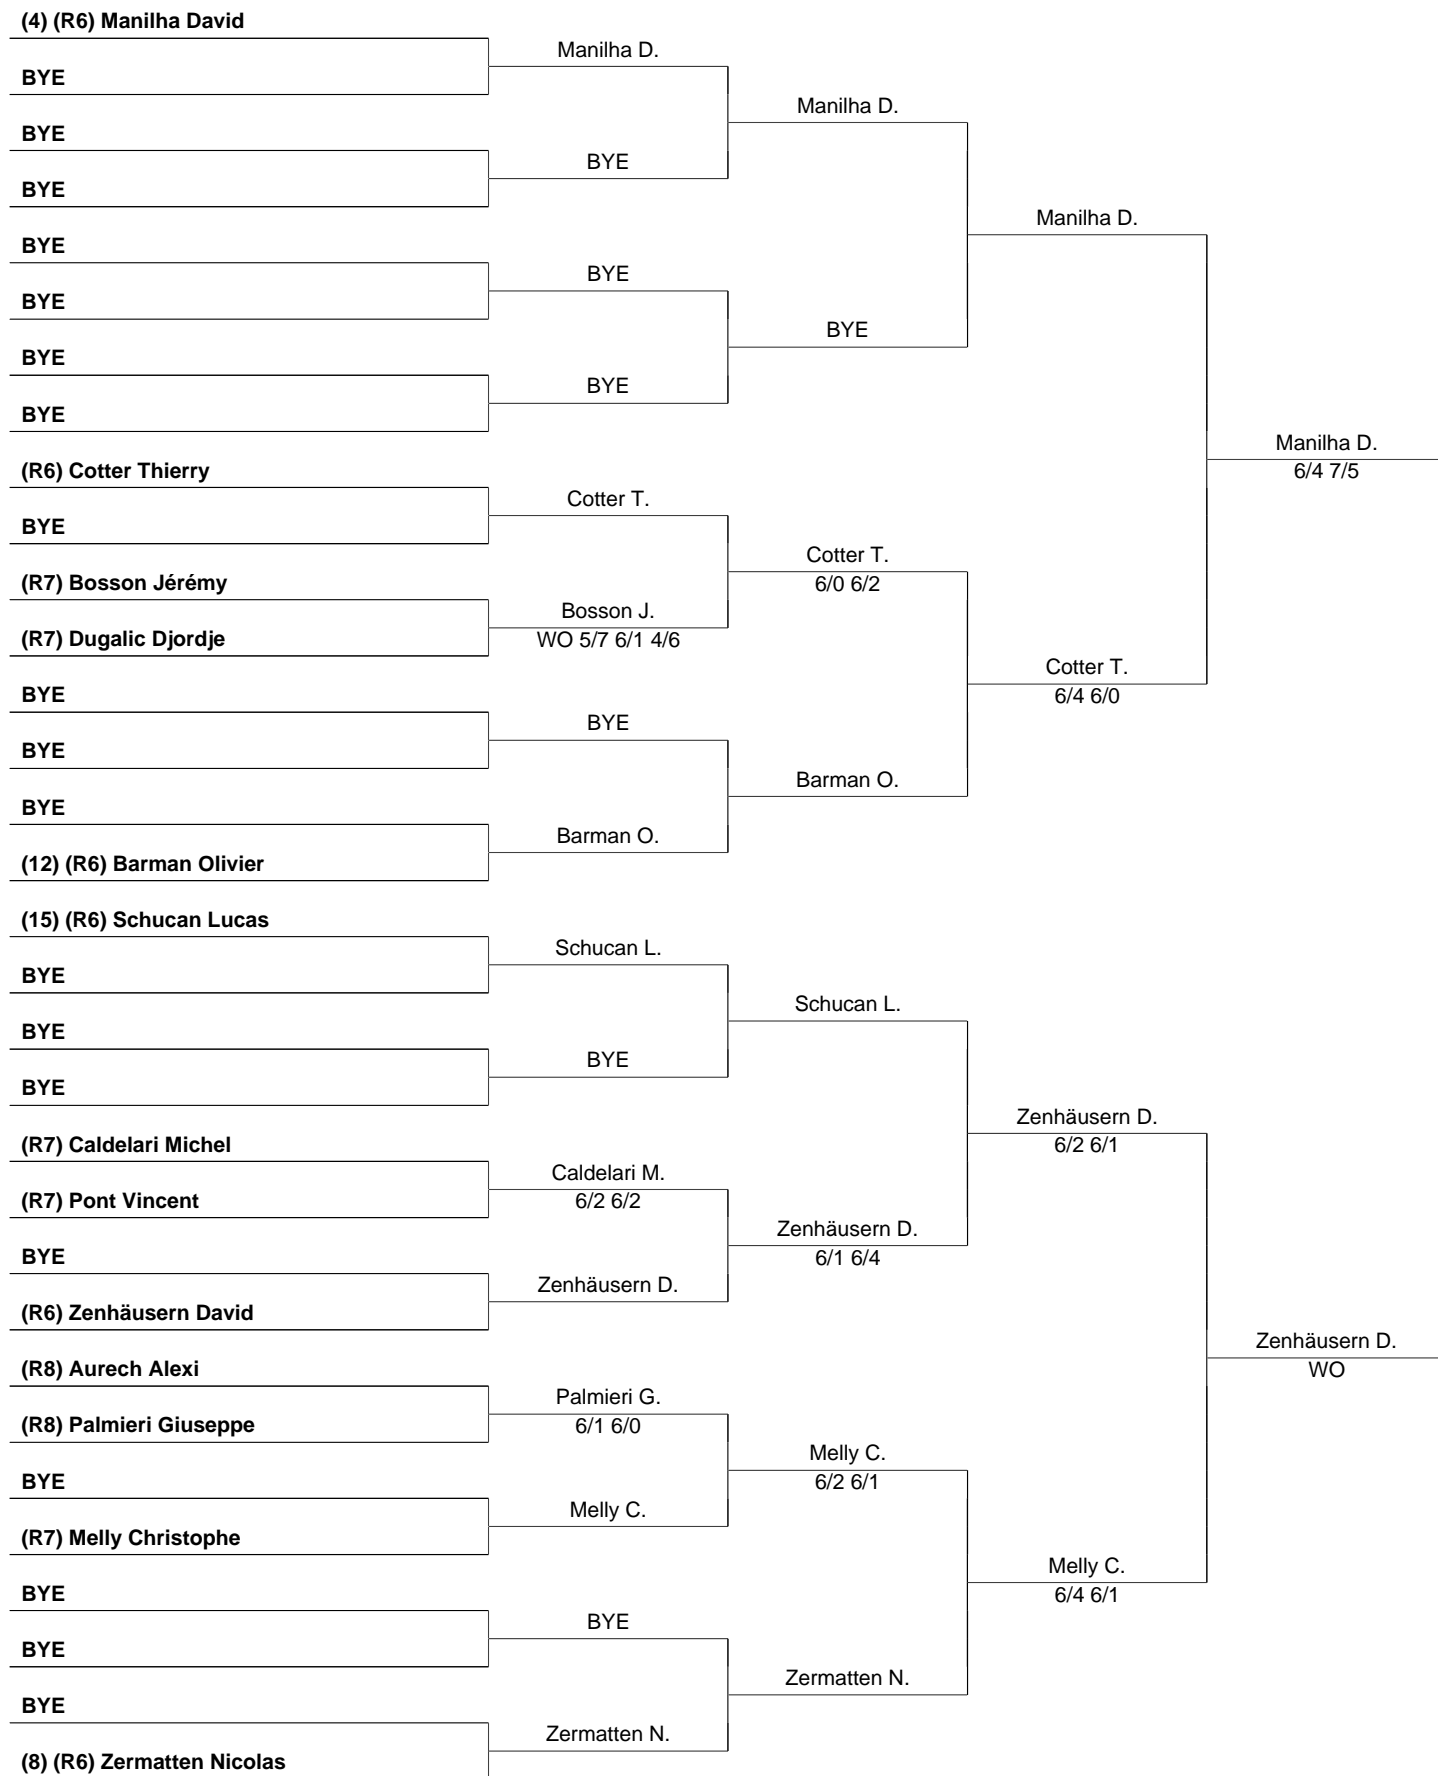 (4) (R6) Manilha David
Manilha D.
BYE
Manilha D.
BYE
BYE
BYE
Manilha D.
BYE
BYE
BYE
BYE
BYE
BYE
BYE
Manilha D.
6/4 7/5
(R6) Cotter Thierry
Cotter T.
BYE
Cotter T.
6/0 6/2
(R7) Bosson Jérémy
Bosson J.
WO 5/7 6/1 4/6
(R7) Dugalic Djordje
Cotter T.
6/4 6/0
BYE
BYE
BYE
Barman O.
BYE
Barman O.
(12) (R6) Barman Olivier
(15) (R6) Schucan Lucas
Schucan L.
BYE
Schucan L.
BYE
BYE
BYE
Zenhäusern D.
6/2 6/1
(R7) Caldelari Michel
Caldelari M.
6/2 6/2
(R7) Pont Vincent
Zenhäusern D.
6/1 6/4
BYE
Zenhäusern D.
(R6) Zenhäusern David
Zenhäusern D.
WO
(R8) Aurech Alexi
Palmieri G.
6/1 6/0
(R8) Palmieri Giuseppe
Melly C.
6/2 6/1
BYE
Melly C.
(R7) Melly Christophe
Melly C.
6/4 6/1
BYE
BYE
BYE
Zermatten N.
BYE
Zermatten N.
(8) (R6) Zermatten Nicolas